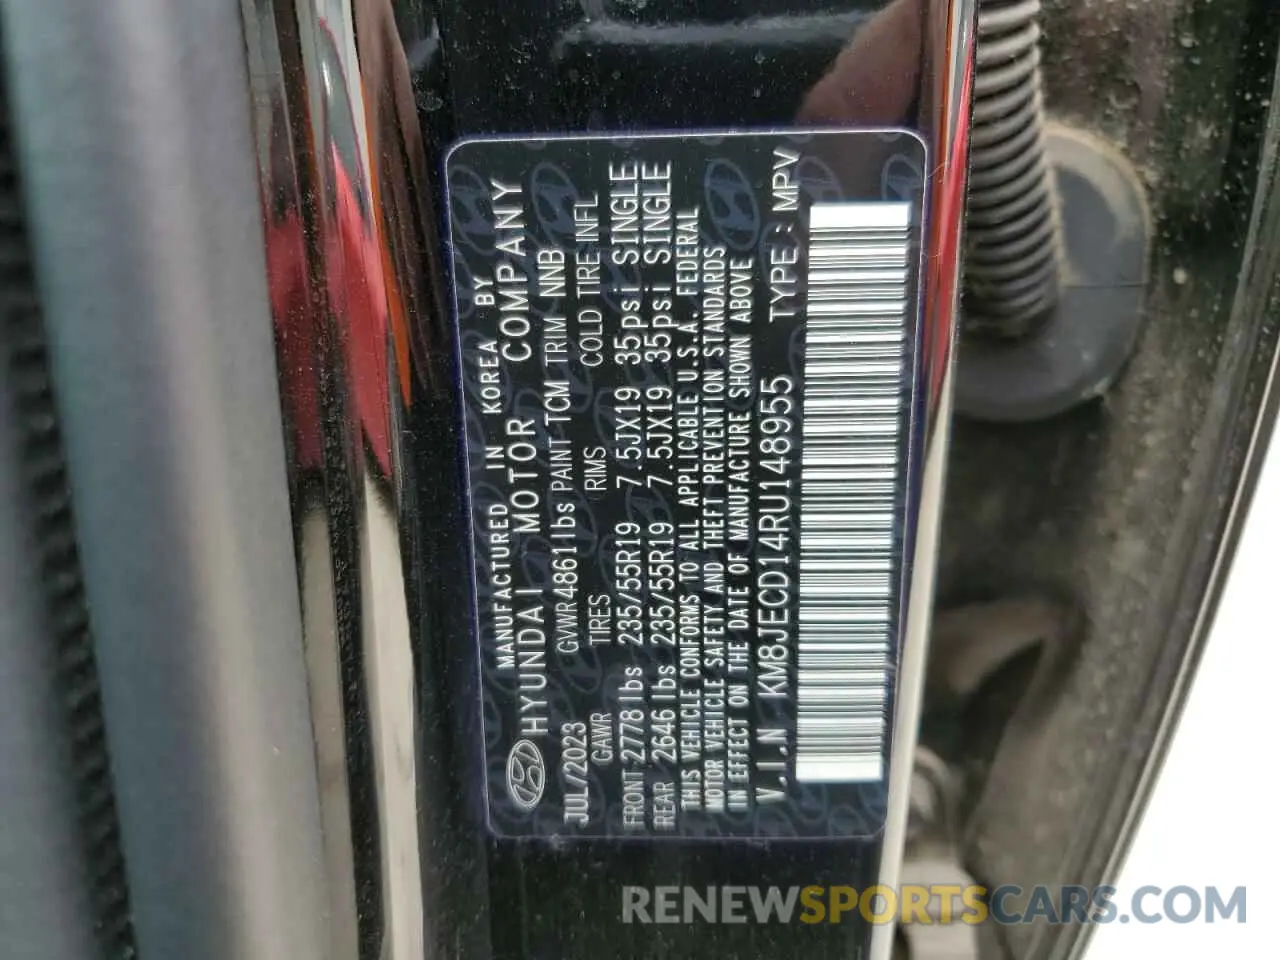 MANUFACTURED IN KOREA BY
HYUNDAI MOTOR COMPANY
JUL/2023 GVWR 4861lbs PAINT TCM TRIM NNB
GAWR TIRES RIMS COLD TIRE INFL
FRONT 2778lbs 235/55R19 7.5JX19 35psi SINGLE
REAR 2646lbs 235/55R19 7.5JX19 35psi SINGLE
THIS VEHICLE CONFORMS TO ALL APPLICABLE U.S.A. FEDERAL
MOTOR VEHICLE SAFETY AND THEFT PREVENTION STANDARDS
IN EFFECT ON THE DATE OF MANUFACTURE SHOWN ABOVE
V.I.N KM8JECD14RU148955 TYPE : MPV
RENEWSPORTSCARS.COM